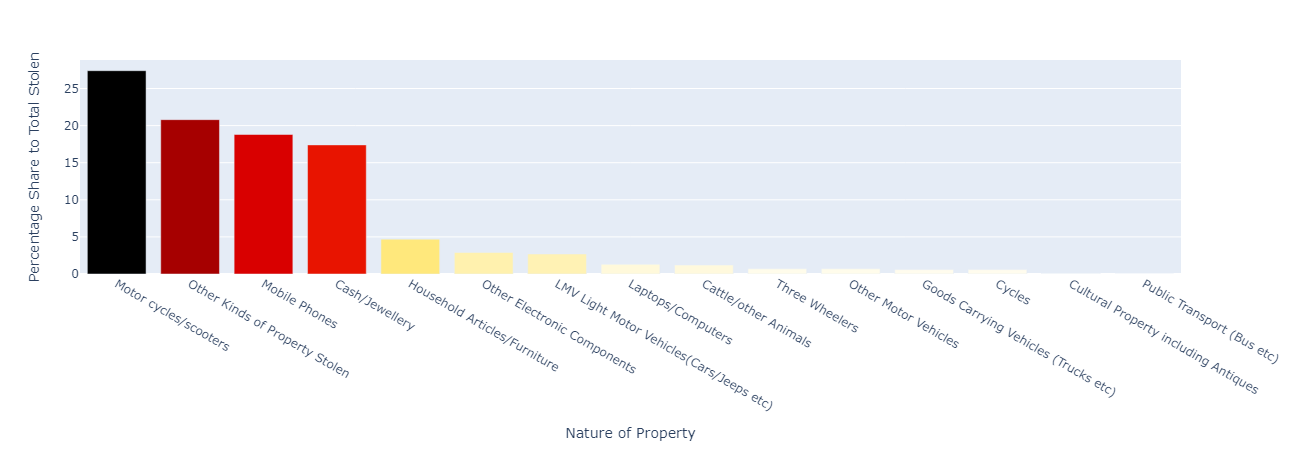 Percentage Share to Total Stolen
25
20
15
10
5
0
Motor cycles/scooters
Other Kinds of Property Stolen
Mobile Phones
Cash/Jewellery
Household Articles/Furniture
Other Electronic Components
LMV Light Motor Vehicles(Cars/Jeeps etc)
Laptops/Computers
Cattle/other Animals
Three Wheelers
Other Motor Vehicles
Goods Carrying Vehicles (Trucks etc)
Cycles
Cultural Property including Antiques
Public Transport (Bus etc)
Nature of Property